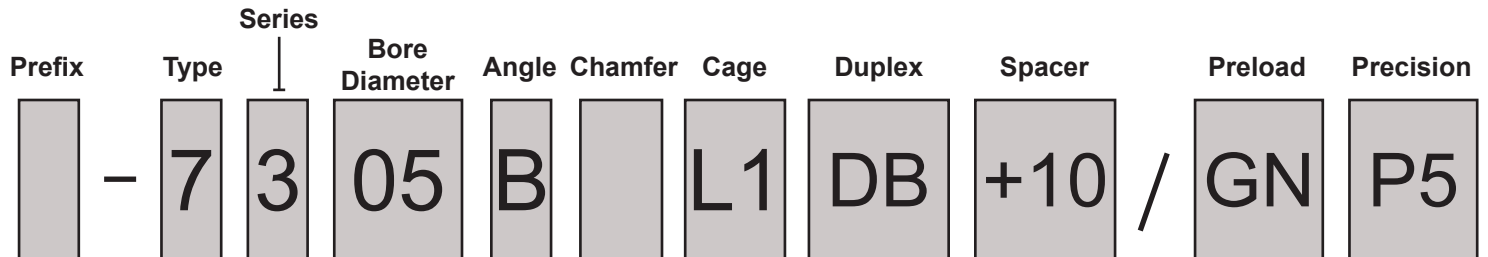 Series
Prefix Type Bore Diameter Angle Chamfer Cage Duplex Spacer Preload Precision
– 7 3 05 B L1 DB +10 / GN P5